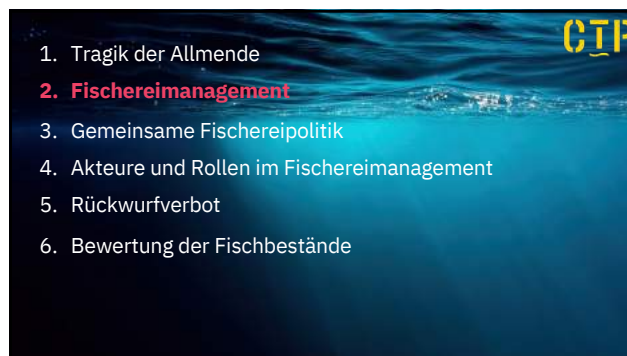 1. Tragik der Allmende
2. Fischereimanagement
3. Gemeinsame Fischereipolitik
4. Akteure und Rollen im Fischereimanagement
5. Rückwurfverbot
6. Bewertung der Fischbestände